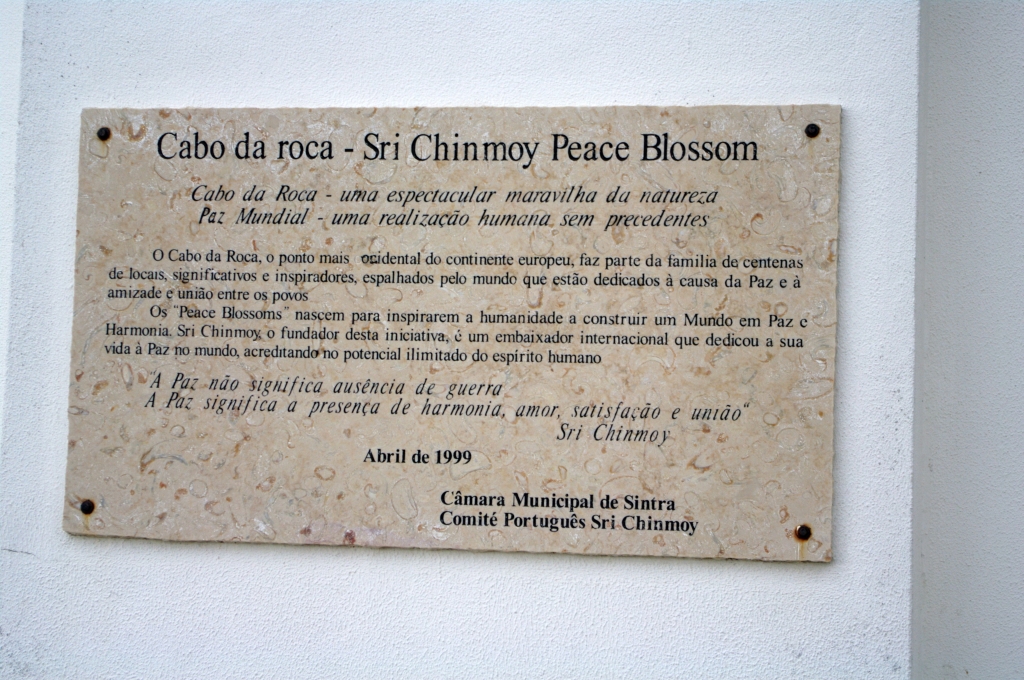 Cabo da roca - Sri Chinmoy Peace Blossom
Cabo da Roca - uma espectacular maravilha da natureza
Paz Mundial - uma realização humana sem precedentes
O Cabo da Roca, o ponto mais ocidental do continente europeu, faz parte da familia de centenas
de locais, significativos e inspiradores, espalhados pelo mundo que estão dedicados à causa da Paz e à
amizade e união entre os povos
Os "Peace Blossoms" nasçem para inspirarem a humanidade a construir um Mundo em Paz e
Harmonia. Sri Chinmoy, o fundador desta iniciativa, é um embaixador internacional que dedicou a sua
vida à Paz no mundo, acreditando no potencial ilimitado do espírito humano
"A Paz não significa ausência de guerra
A Paz significa a presença de harmonia, amor, satisfação e união"
Sri Chinmoy
Abril de 1999
Câmara Municipal de Sintra
Comité Português Sri Chinmoy